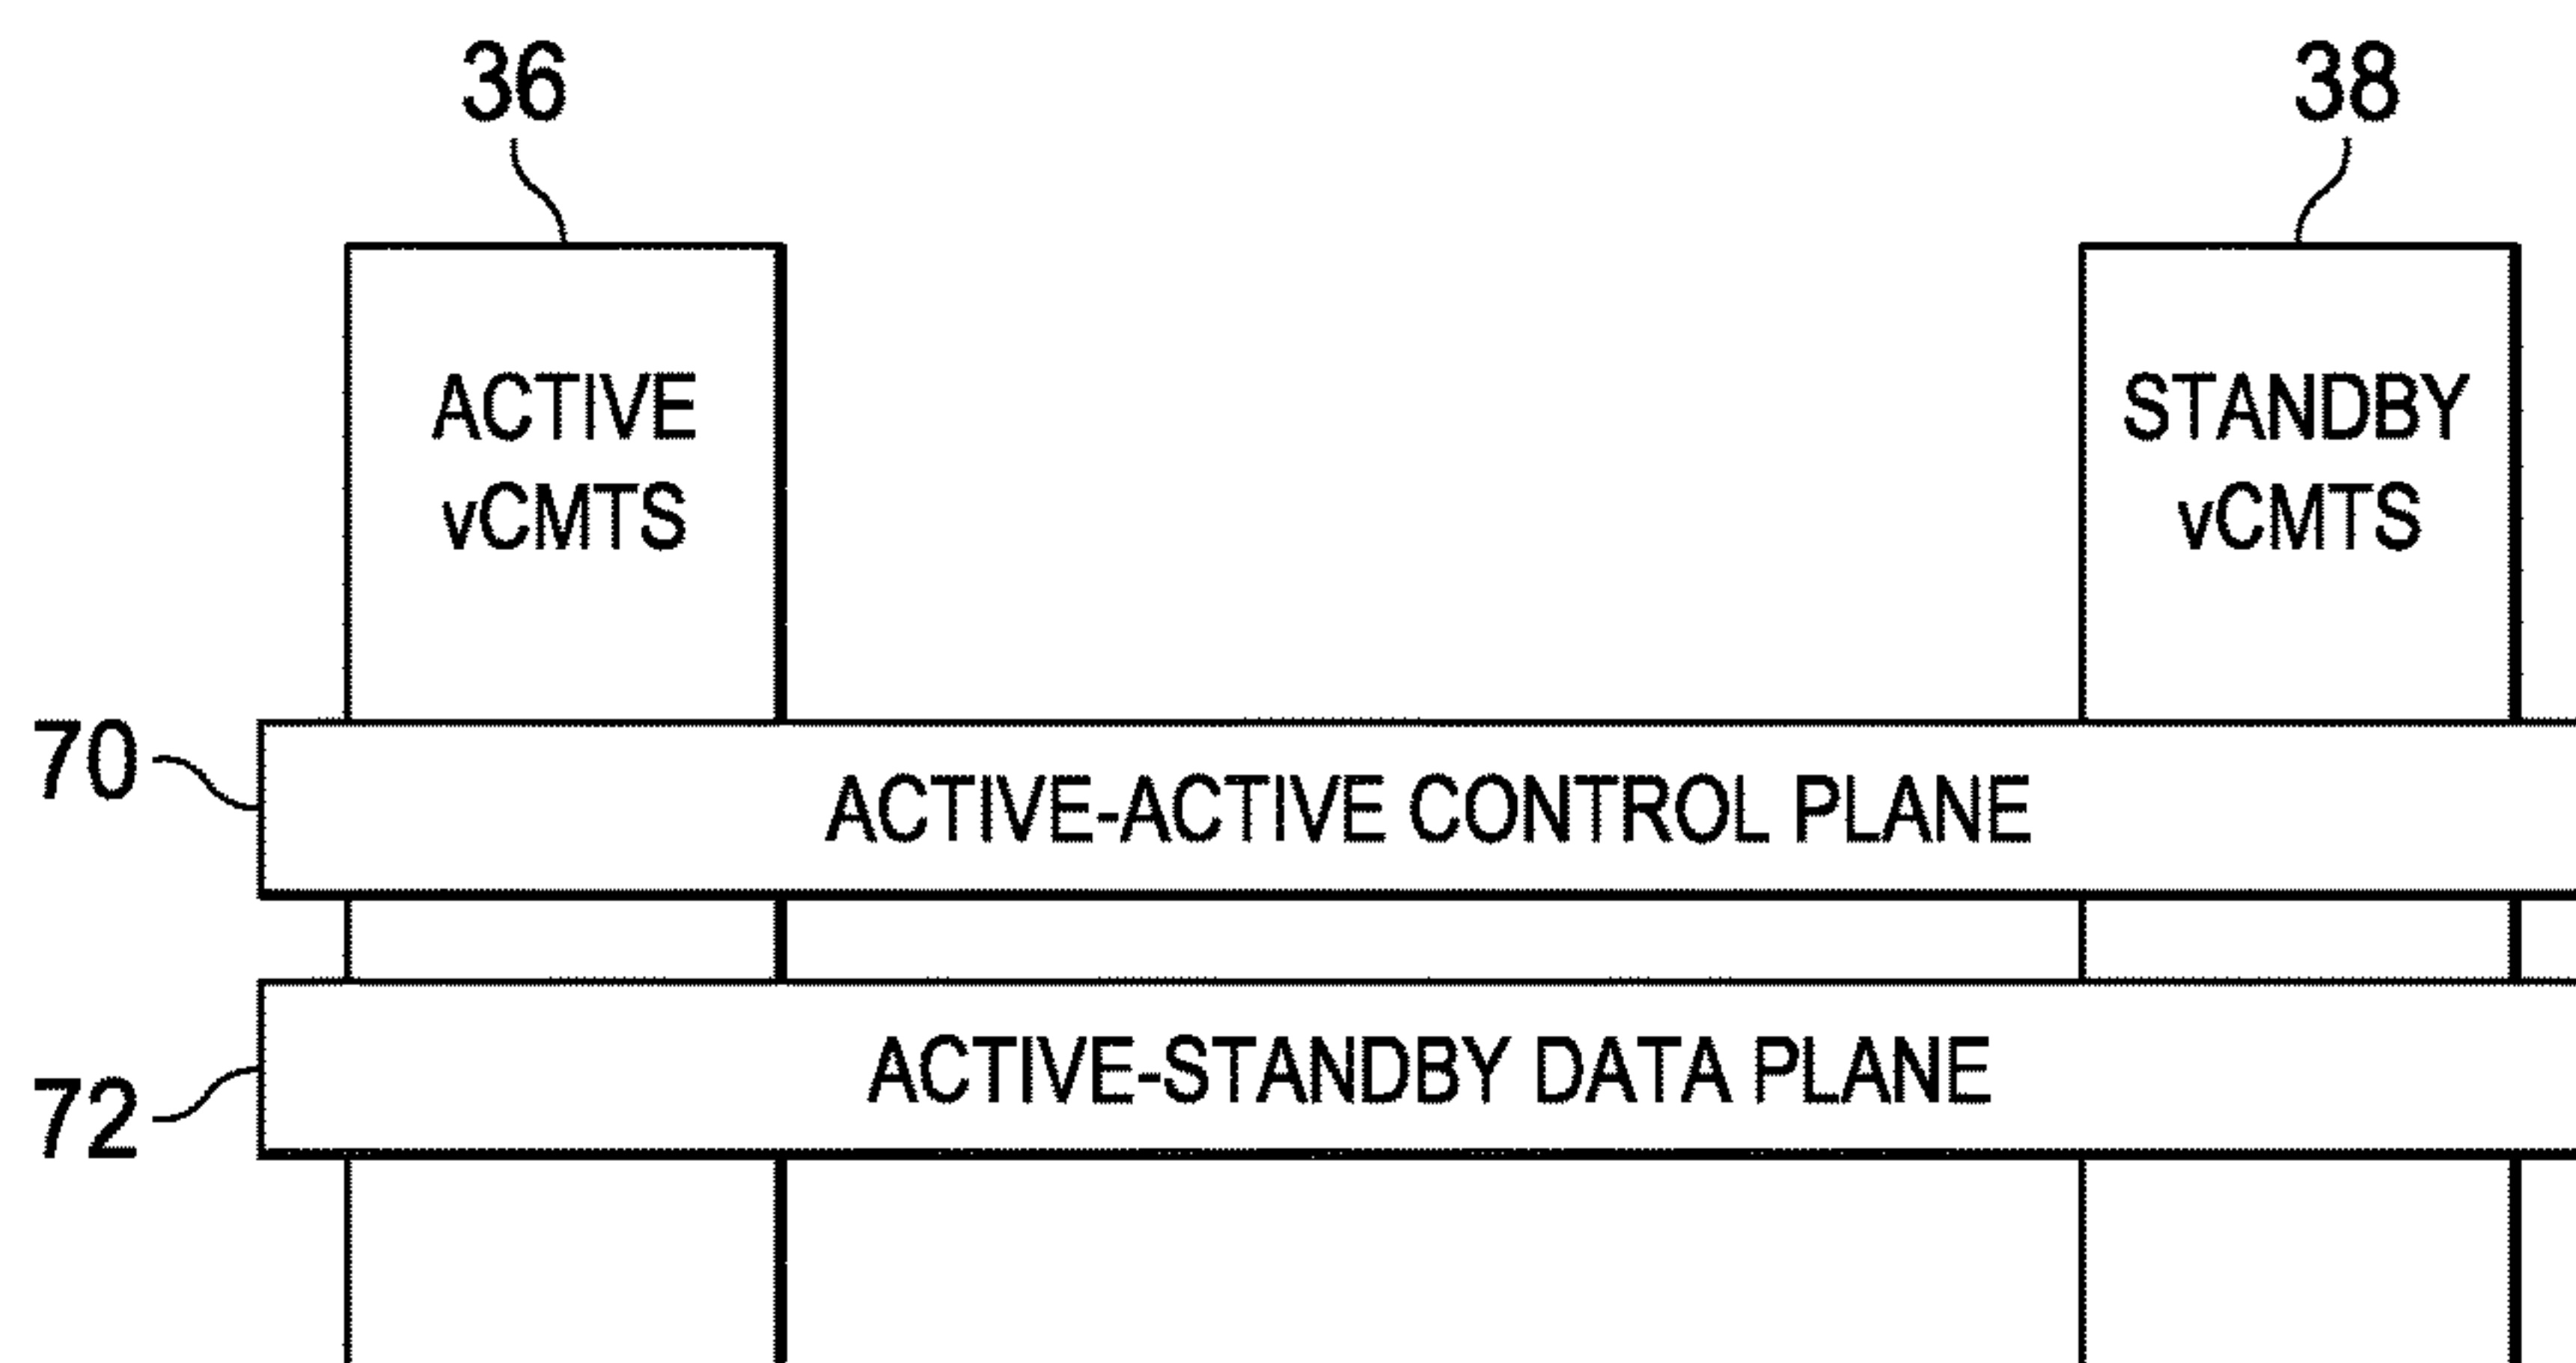 36
38
ACTIVE
vCMTS
STANDBY
vCMTS
70
ACTIVE-ACTIVE CONTROL PLANE
72
ACTIVE-STANDBY DATA PLANE